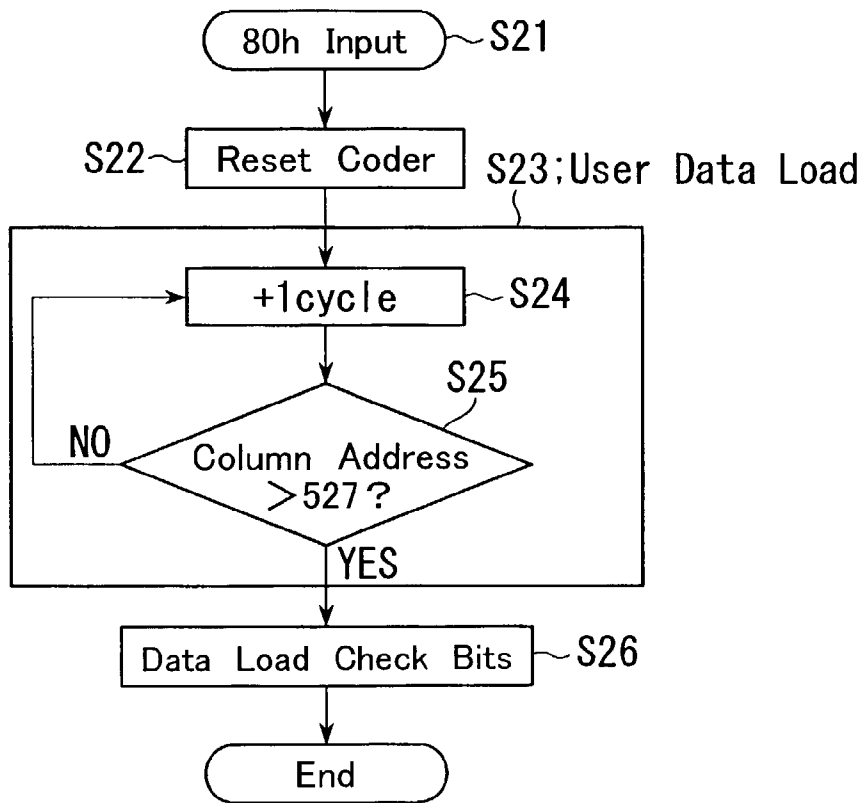 80h Input
S21
S22
Reset Coder
S23;User Data Load
+1cycle
S24
S25
NO
Column Address
>527?
YES
Data Load Check Bits
S26
End